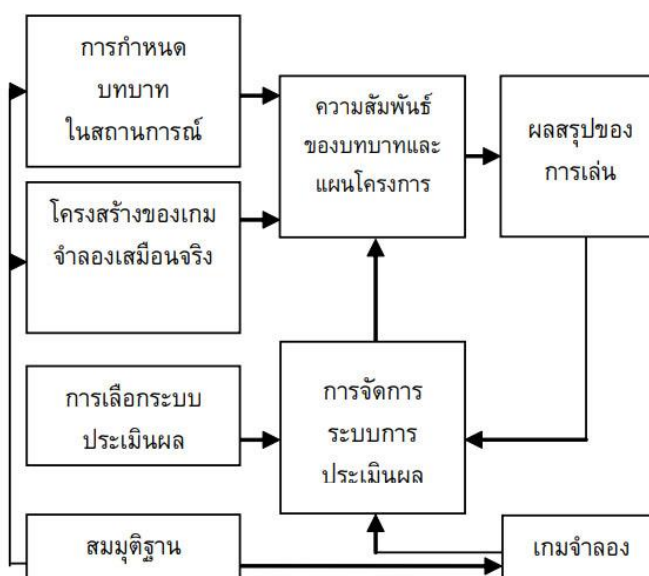 การกำหนด
บทบาท
ในสถานการณ์
ความสัมพันธ์
ของบทบาทและ
แผนโครงการ
ผลสรุปของ
การเล่น
โครงสร้างของเกม
จำลองเสมือนจริง
การเลือกระบบ
ประเมินผล
การจัดการ
ระบบการ
ประเมินผล
สมมุติฐาน
เกมจำลอง